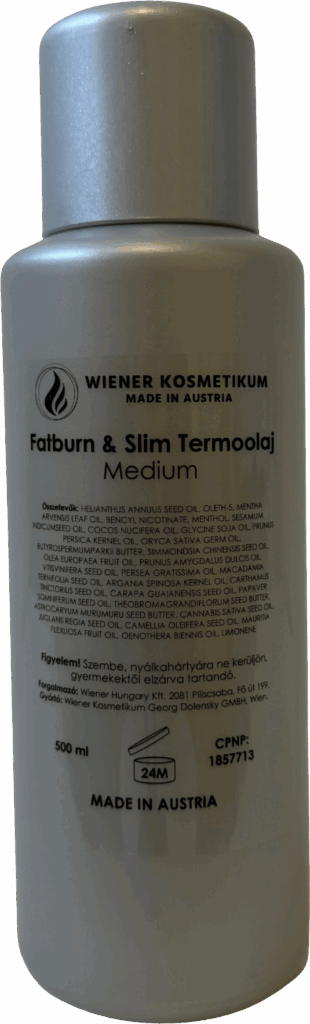 WIENER KOSMETIKUM
MADE IN AUSTRIA
Fatburn & Slim Termoolaj
Medium
Összetevők: HELIANTHUS ANNUUS SEED OIL, OLETH-5, MENTHA
ARVENSIS LEAF OIL, BENCYL NICOTINATE, MENTHOL, SESAMUM
INDICUMSEED OIL, COCOS NUCIFERA OIL, GLYCINE SOJA OIL, PRUNUS
PERSICA KERNEL OIL, ORYCA SATIVA GERM OIL,
BUTYROSPERMUMPARKII BUTTER, SIMMONDSIA CHINENSIS SEED OIL,
OLEA EUROPAEA FRUIT OIL, PRUNUS AMYGDALUS DULCIS OIL,
VITISVINIFERA SEED OIL, PERSEA GRATISSIMA OIL, MACADAMIA
TERNIFOLIA SEED OIL, ARGANIA SPINOSA KERNEL OIL, CARTHAMUS
TINCTORIUS SEED OIL, CARAPA GUAIANENSIS SEED OIL, PAPAVER
SOMNIFERUM SEED OIL, THEOBROMAGRANDIFLORUM SEED BUTTER,
ASTROCARYUM MURUMURU SEED BUTTER, CANNABIS SATIVA SEED OIL,
JUGLANS REGIA SEED OIL, CAMELLIA OLEIFERA SEED OIL, MAURITIA
FLEXUOSA FRUIT OIL, OENOTHERA BIENNIS OIL, LIMONENE
Figyelem! Szembe, nyálkahártyára ne kerüljön,
gyermekektől elzárva tartandó.
Forgalmazó: Wiener Hungary Kft. 2081 Piliscsaba, Fő út 199.
Gyártó: Wiener Kosmetikum Georg Dolensky GMBH, Wien.
500 ml
24M
CPNP:
1857713
MADE IN AUSTRIA